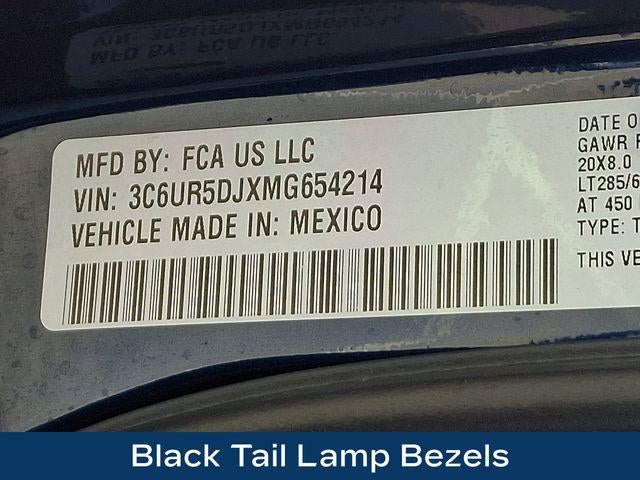 MFD BY: FCA US LLC
VIN: 3C6UR5DJXMG654214
VEHICLE MADE IN: MEXICO
DATE O
GAWR
20X8.0
LT285/6
AT 450
TYPE: T
THIS VE
Black Tail Lamp Bezels